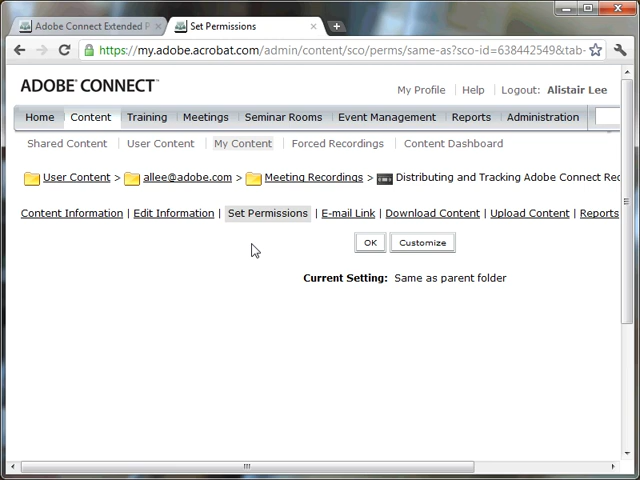 Adobe Connect Extended P
Set Permissions
https://my.adobe.acrobat.com/admin/content/sco/perms/same-as?sco-id=638442549&tab-
ADOBE® CONNECT™
My Profile | Help | Logout: Alistair Lee
Home Content Training Meetings Seminar Rooms Event Management Reports Administration
Shared Content User Content My Content Forced Recordings Content Dashboard
User Content > allee@adobe.com > Meeting Recordings > Distributing and Tracking Adobe Connect Rec
Content Information | Edit Information | Set Permissions | E-mail Link | Download Content | Upload Content | Reports
OK Customize
Current Setting: Same as parent folder